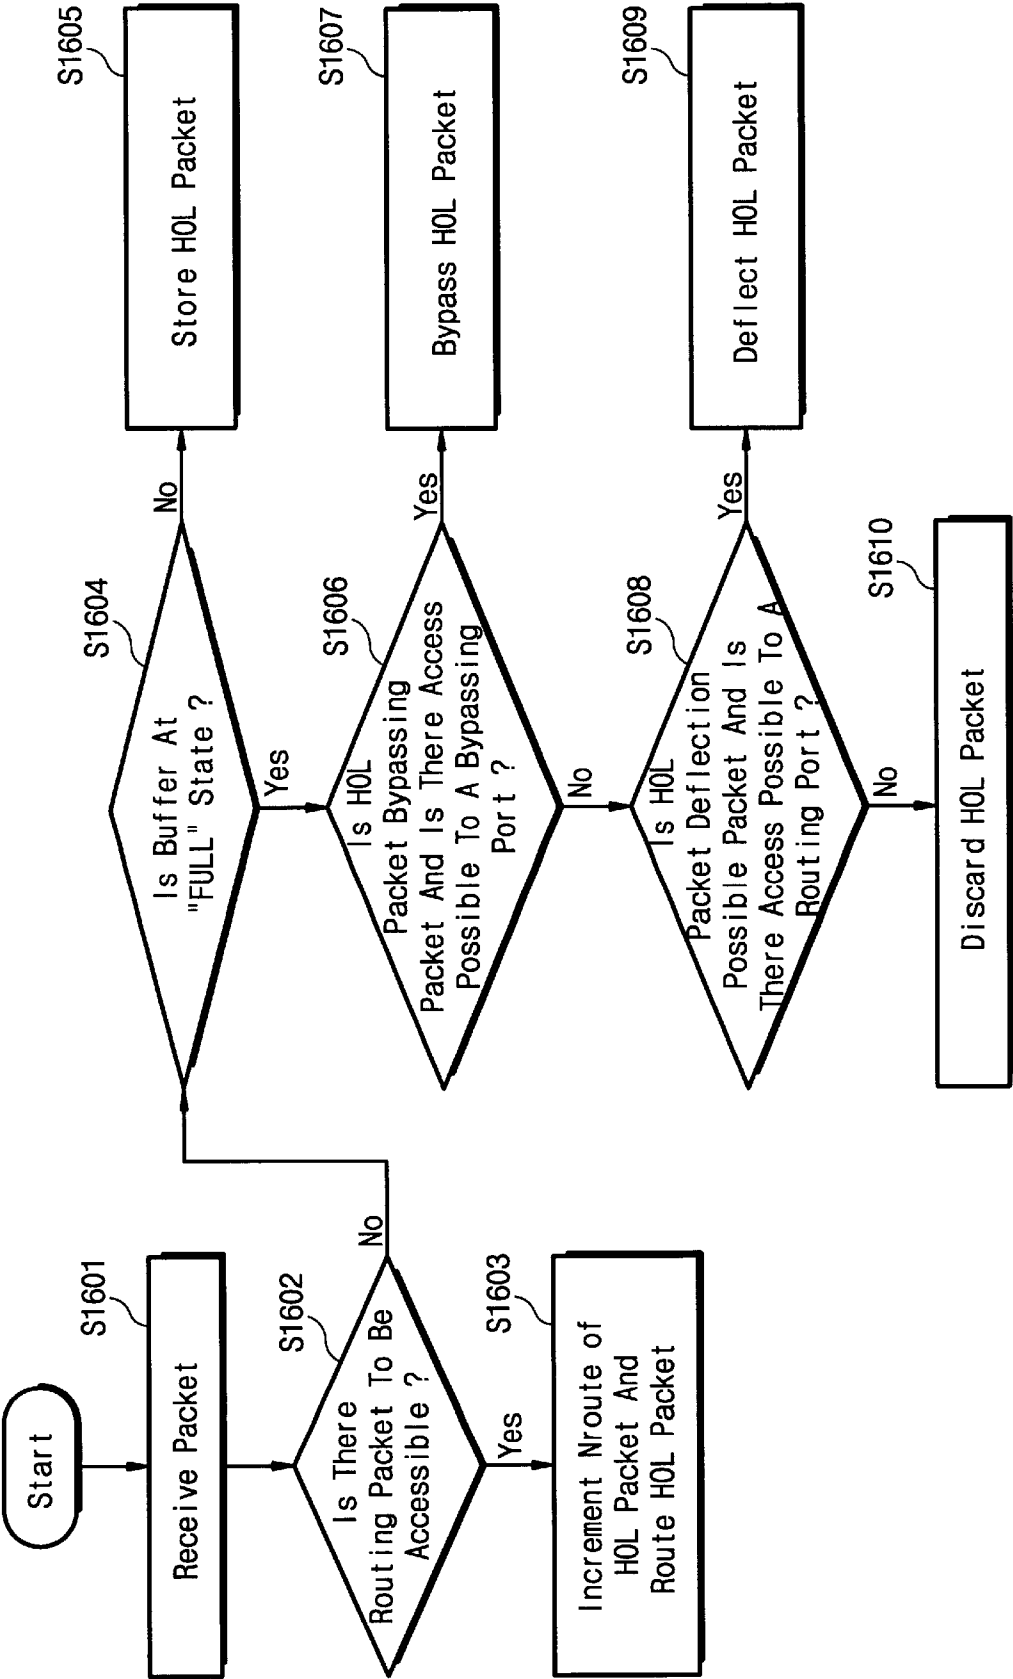 Start
S1601
Receive Packet
S1602
Is There
Routing Packet To Be
Accessible ?
No
Yes
S1603
Increment Nroute of
HOL Packet And
Route HOL Packet
S1604
Is Buffer At
"FULL" State ?
No
Yes
S1605
Store HOL Packet
S1606
Is HOL
Packet Bypassing
Packet And Is There Access
Possible To A Bypassing
Port ?
Yes
No
S1607
Bypass HOL Packet
S1608
Is HOL
Packet Deflection
Possible Packet And Is
There Access Possible To A
Routing Port ?
Yes
No
S1609
Deflect HOL Packet
S1610
Discard HOL Packet